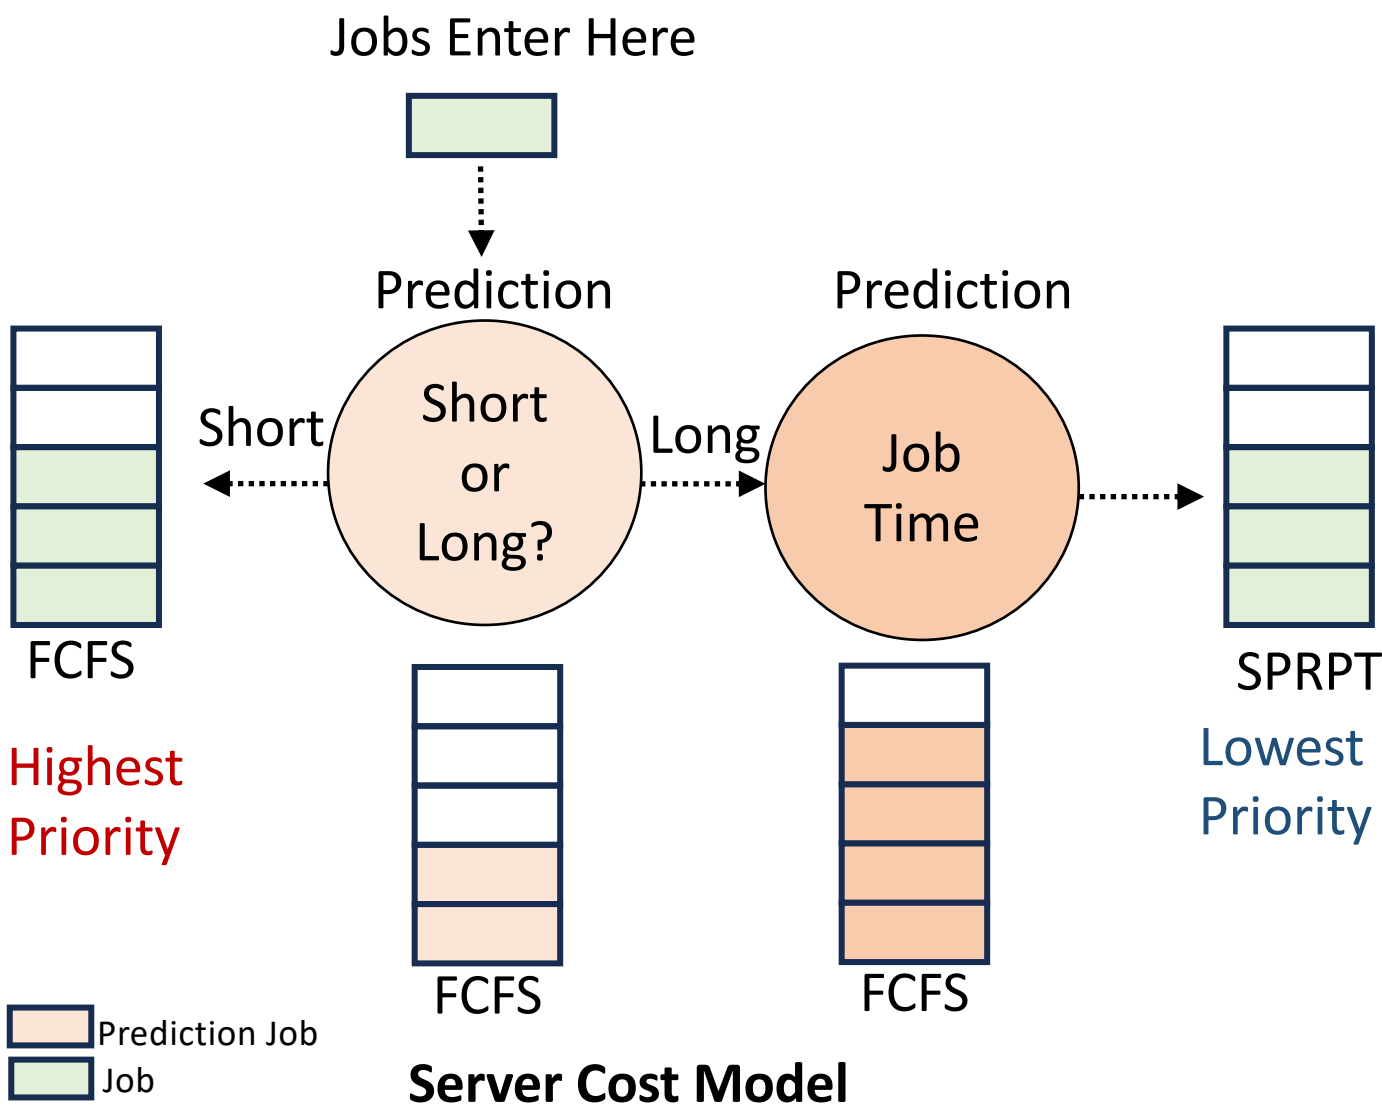 Jobs Enter Here
Prediction
Prediction
Short
Short
or
Long?
Long
Job
Time
FCFS
SPRPT
Highest
Priority
Lowest
Priority
FCFS
FCFS
Prediction Job
Job
Server Cost Model